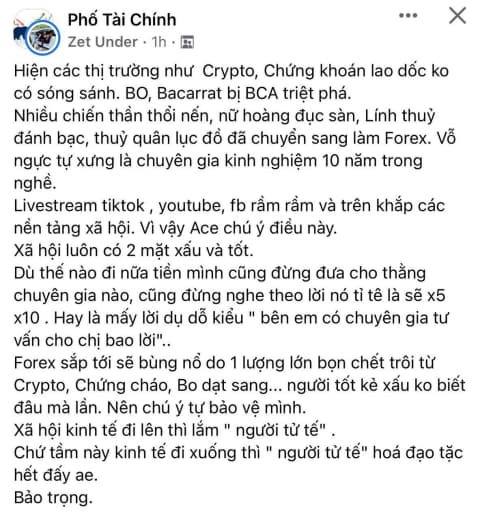 Phố Tài Chính
Zet Under · 1h ·
Hiện các thị trường như Crypto, Chứng khoán lao dốc ko
có sóng sánh. BO, Bacarrat bị BCA triệt phá.
Nhiều chiến thần thổi nến, nữ hoàng đục sàn, Lính thuỷ
đánh bạc, thuỷ quân lục đồ đã chuyển sang làm Forex. Vỗ
ngực tự xưng là chuyên gia kinh nghiệm 10 năm trong
nghề.
Livestream tiktok , youtube, fb rầm rầm và trên khắp các
nền tảng xã hội. Vì vậy Ace chú ý điều này.
Xã hội luôn có 2 mặt xấu và tốt.
Dù thế nào đi nữa tiền mình cũng đừng đưa cho thằng
chuyên gia nào, cũng đừng nghe theo lời nó tỉ tê là sẽ x5
x10 . Hay là mấy lời dụ dỗ kiểu " bên em có chuyên gia tư
vấn cho chị bao lời"..
Forex sắp tới sẽ bùng nổ do 1 lượng lớn bọn chết trôi từ
Crypto, Chứng cháo, Bo dạt sang... người tốt kẻ xấu ko biết
đâu mà lần. Nên chú ý tự bảo vệ mình.
Xã hội kinh tế đi lên thì lắm " người tử tế" .
Chứ tầm này kinh tế đi xuống thì " người tử tế" hoá đạo tặc
hết đấy ae.
Bảo trọng.